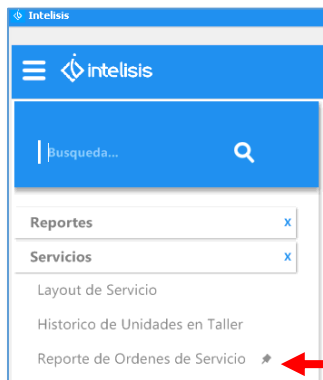 Intelisis
intelisis
Busqueda...
Reportes x
Servicios x
Layout de Servicio
Historico de Unidades en Taller
Reporte de Ordenes de Servicio